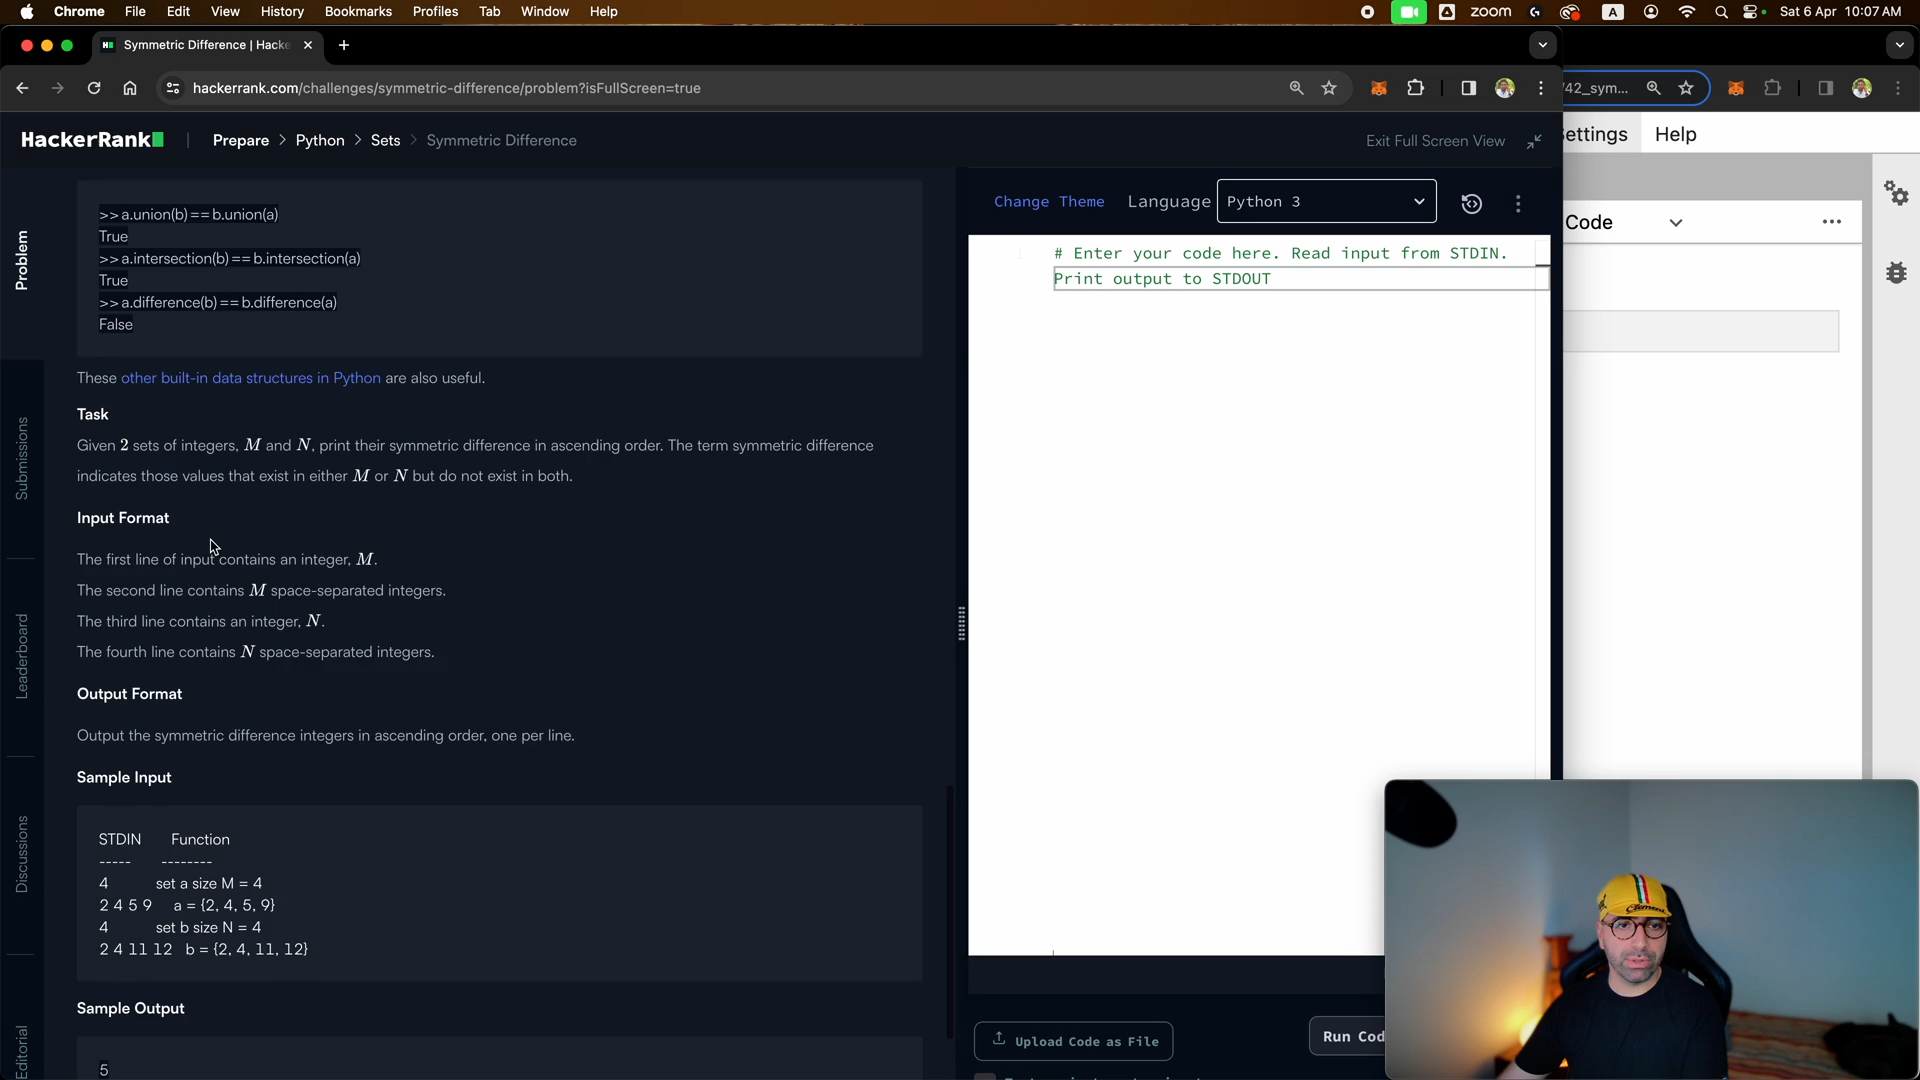 Chrome File Edit View History Bookmarks Profiles Tab Window Help
zoom A Sat 6 Apr 10:07 AM
Symmetric Difference | Hacke
hackerrank.com/challenges/symmetric-difference/problem?isFullScreen=true
42_sym...
HackerRank Prepare > Python > Sets > Symmetric Difference
Exit Full Screen View
ettings Help
Problem
Submissions
Leaderboard
Discussions
Editorial
>> a.union(b) == b.union(a)
True
>> a.intersection(b) == b.intersection(a)
True
>> a.difference(b) == b.difference(a)
False
These other built-in data structures in Python are also useful.
Task
Given 2 sets of integers, M and N, print their symmetric difference in ascending order. The term symmetric difference
indicates those values that exist in either M or N but do not exist in both.
Input Format
The first line of input contains an integer, M.
The second line contains M space-separated integers.
The third line contains an integer, N.
The fourth line contains N space-separated integers.
Output Format
Output the symmetric difference integers in ascending order, one per line.
Sample Input
STDIN Function
----- --------
4 set a size M = 4
2 4 5 9 a = {2, 4, 5, 9}
4 set b size N = 4
2 4 11 12 b = {2, 4, 11, 12}
Sample Output
5
Change Theme Language Python 3
1 # Enter your code here. Read input from STDIN.
Print output to STDOUT
Upload Code as File
Run Cod
Code
Clement